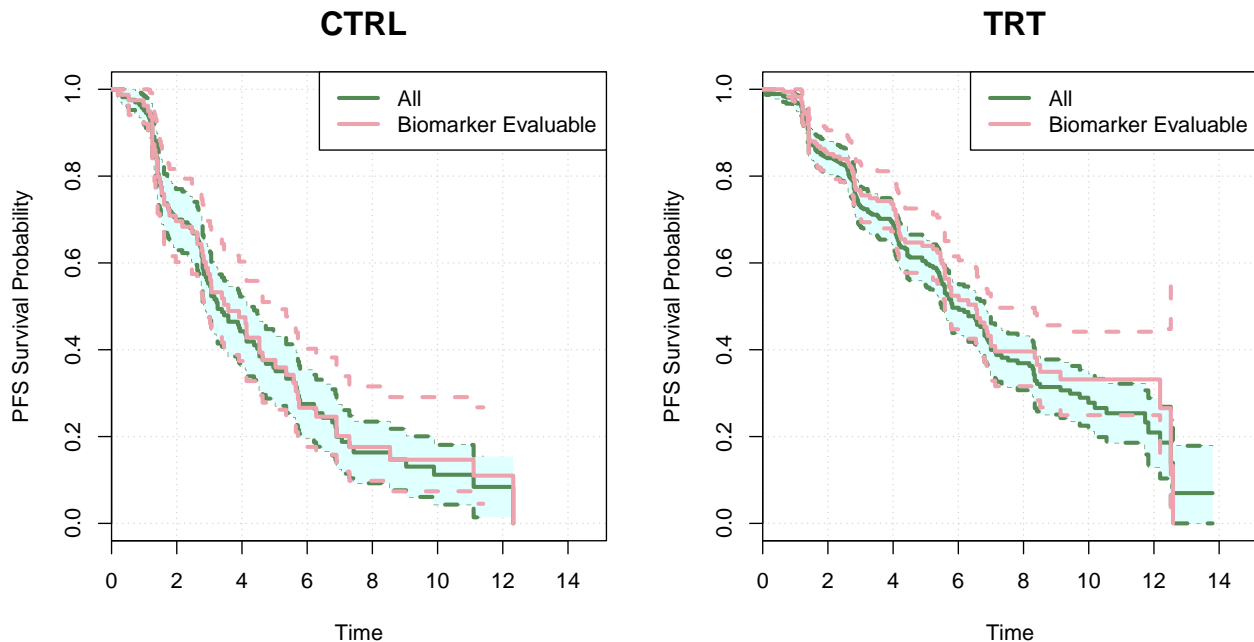 CTRL
PFS Survival Probability
1.0
0.8
0.6
0.4
0.2
0.0
All
Biomarker Evaluable
0 2 4 6 8 10 12 14
Time
TRT
PFS Survival Probability
1.0
0.8
0.6
0.4
0.2
0.0
All
Biomarker Evaluable
0 2 4 6 8 10 12 14
Time